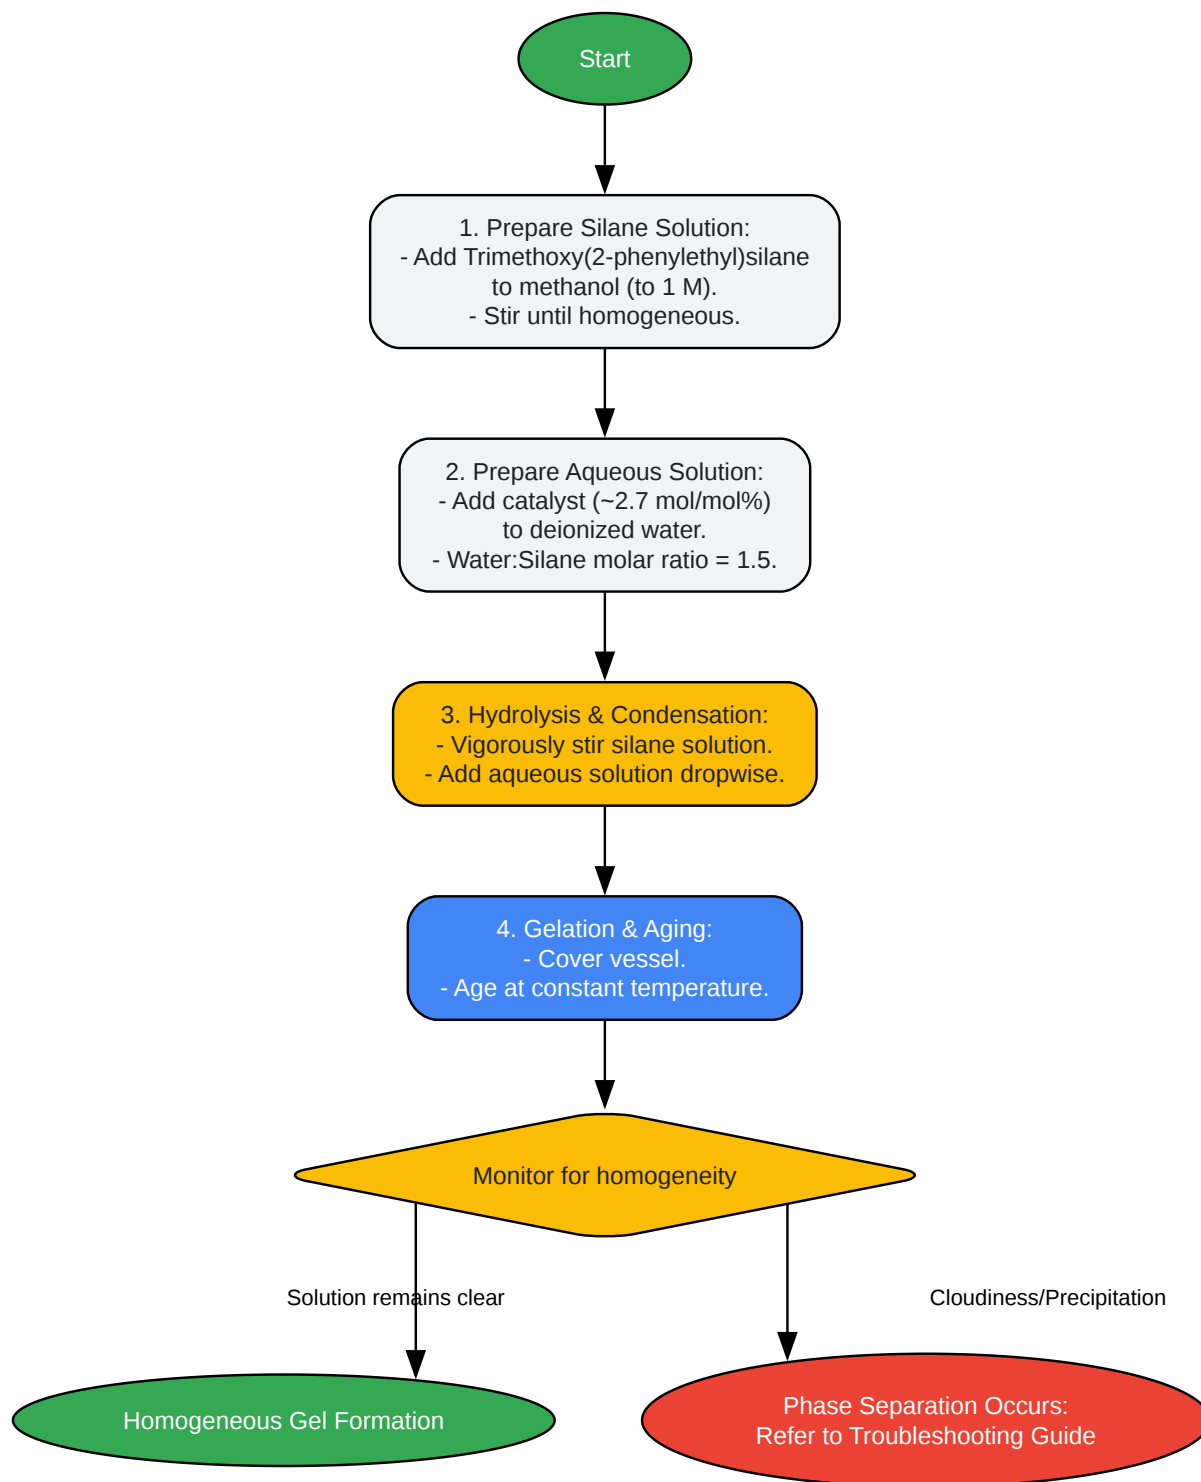 Start
1. Prepare Silane Solution:
- Add Trimethoxy(2-phenylethyl)silane
to methanol (to 1 M).
- Stir until homogeneous.
2. Prepare Aqueous Solution:
- Add catalyst (~2.7 mol/mol%)
to deionized water.
- Water:Silane molar ratio = 1.5.
3. Hydrolysis & Condensation:
- Vigorously stir silane solution.
- Add aqueous solution dropwise.
4. Gelation & Aging:
- Cover vessel.
- Age at constant temperature.
Monitor for homogeneity
Solution remains clear
Cloudiness/Precipitation
Homogeneous Gel Formation
Phase Separation Occurs:
Refer to Troubleshooting Guide